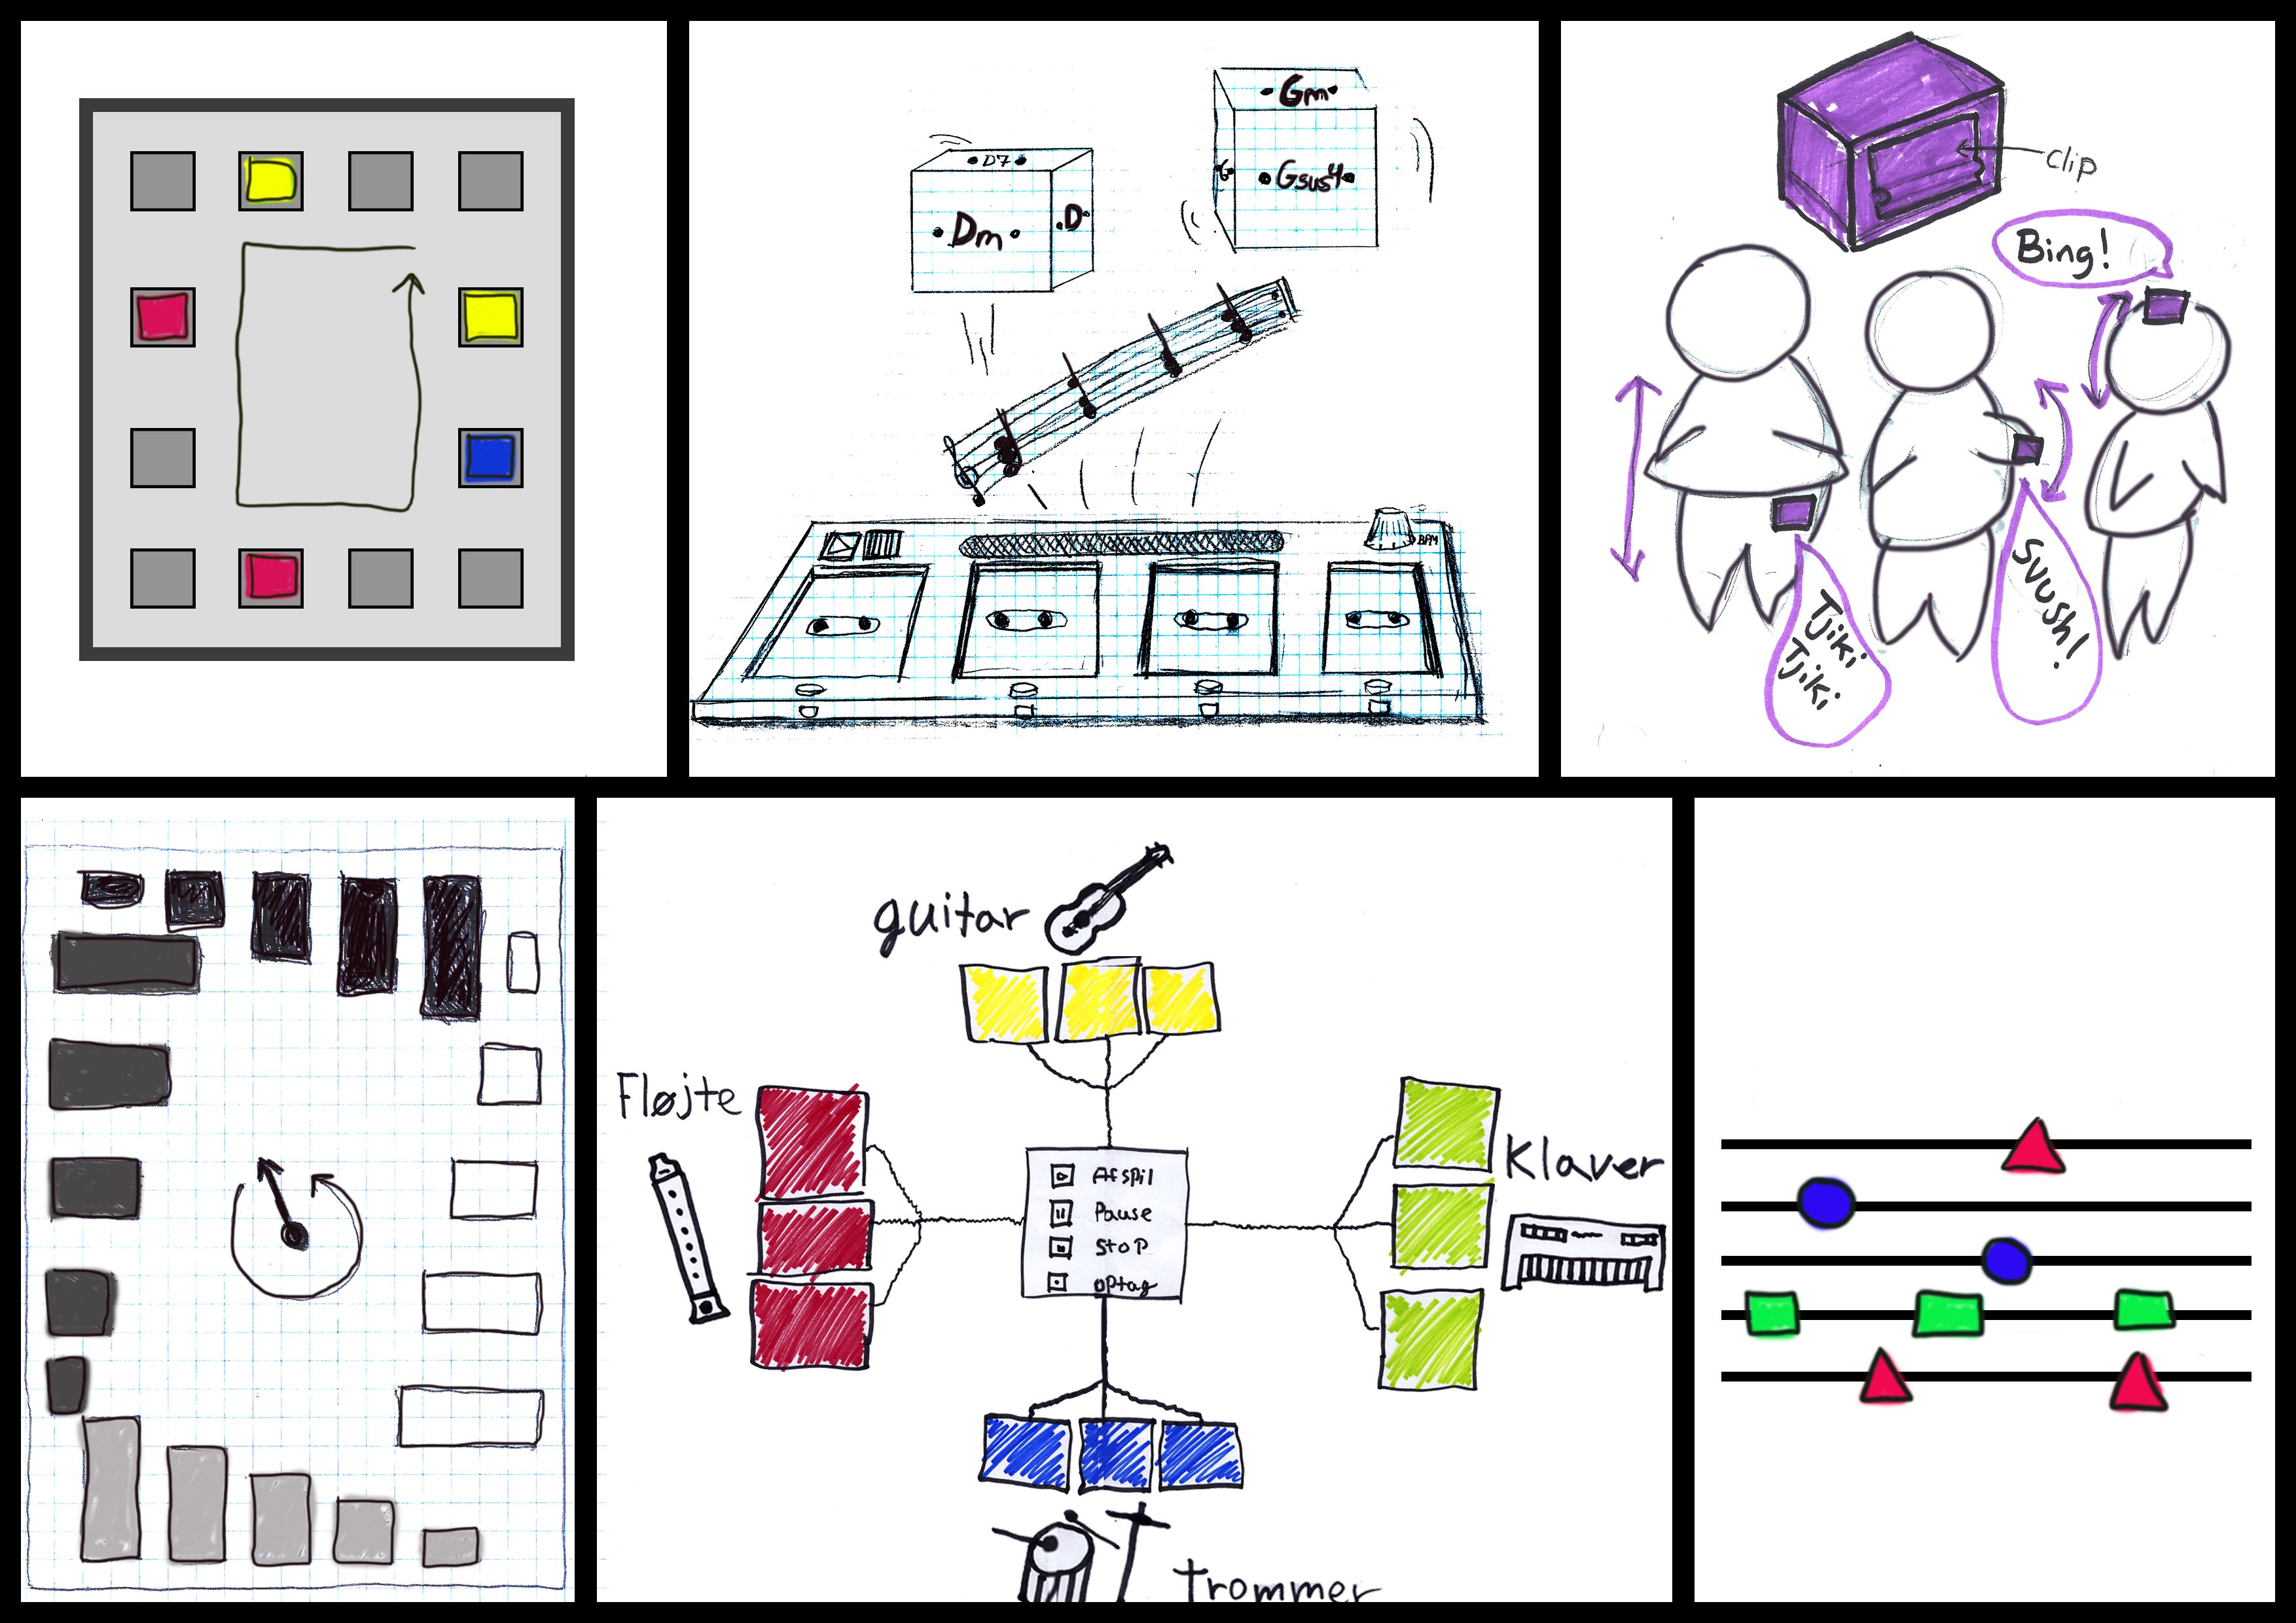 D7
Dm
D
Gm
G
Gsus4
BPM
clip
Bing!
Svush!
Tjiki
Tjiki
guitar
Fløjte
Afspil
Pause
Stop
optag
Klaver
trommer